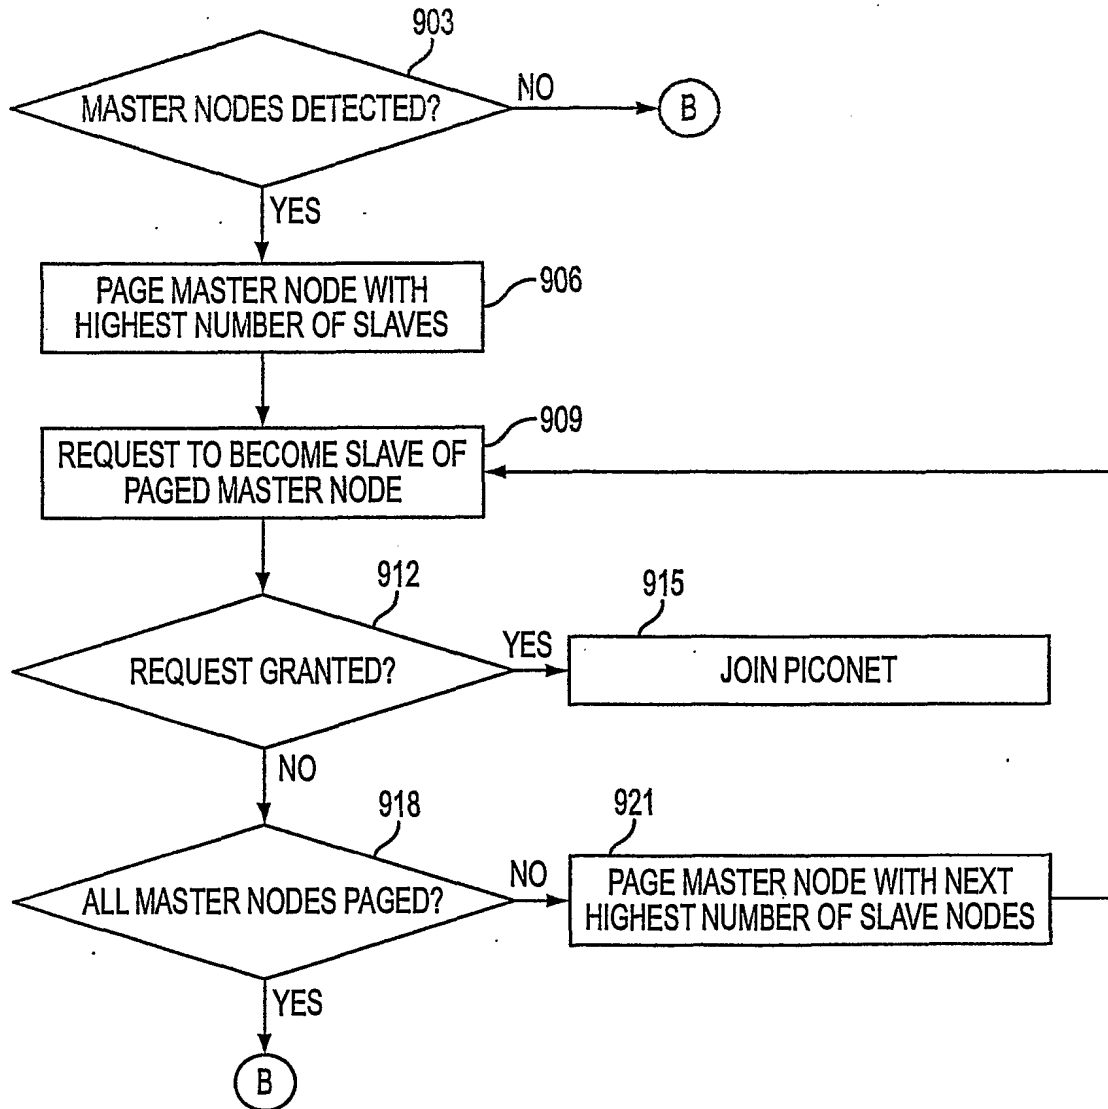 903
MASTER NODES DETECTED?
NO
B
YES
PAGE MASTER NODE WITH
HIGHEST NUMBER OF SLAVES
906
909
REQUEST TO BECOME SLAVE OF
PAGED MASTER NODE
912
REQUEST GRANTED?
YES
915
JOIN PICONET
NO
918
ALL MASTER NODES PAGED?
NO
921
PAGE MASTER NODE WITH NEXT
HIGHEST NUMBER OF SLAVE NODES
YES
B